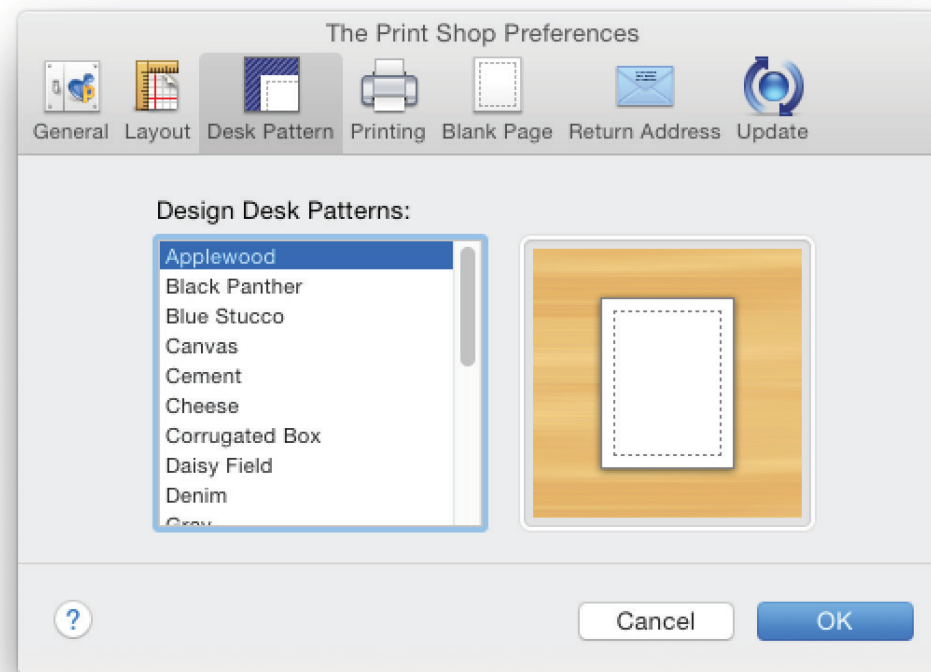 The Print Shop Preferences
General Layout Desk Pattern Printing Blank Page Return Address Update
Design Desk Patterns:
Applewood
Black Panther
Blue Stucco
Canvas
Cement
Cheese
Corrugated Box
Daisy Field
Denim
Gray
?
Cancel OK